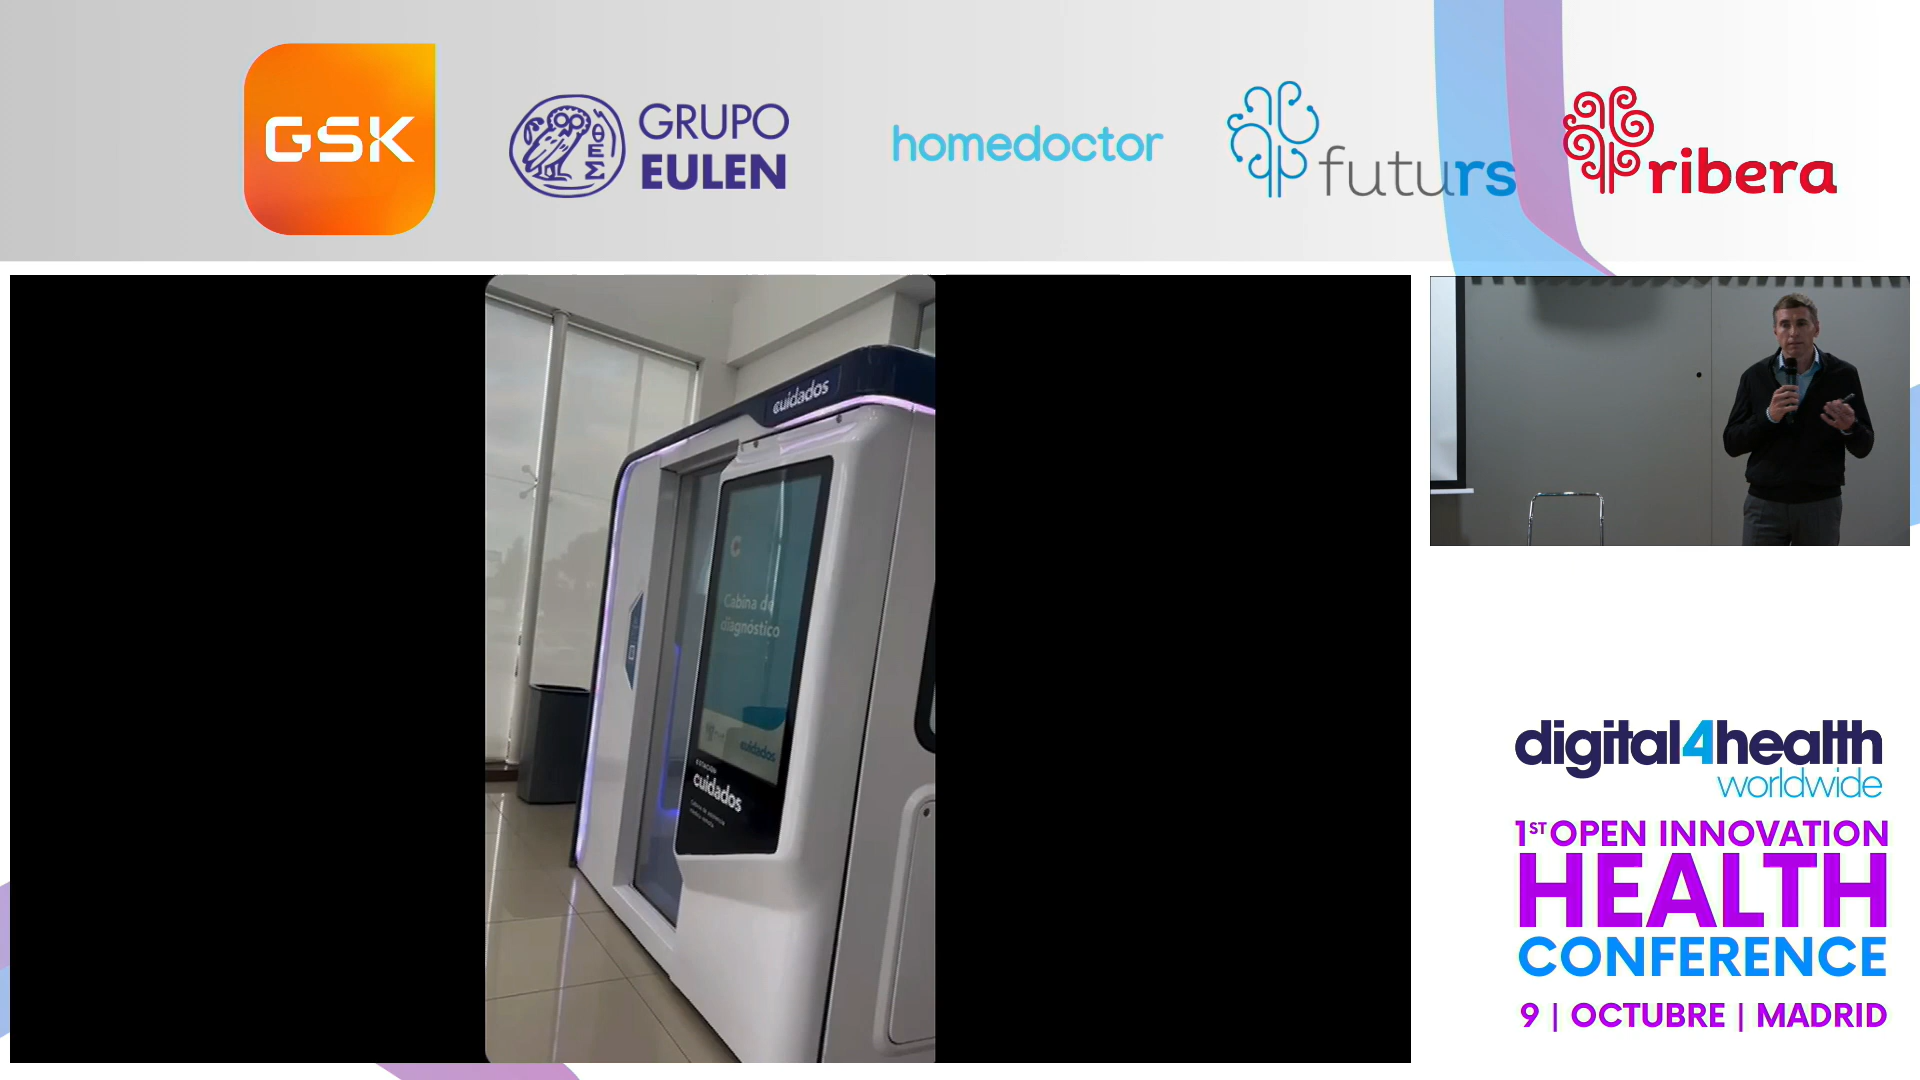 GSK
GRUPO
EULEN
homedoctor
futurs
ribera
cuidados
Cabina de
diagnóstico
cuidados
ESTACIÓN
cuidados
digital4health
worldwide
1ST OPEN INNOVATION
HEALTH
CONFERENCE
9 | OCTUBRE | MADRID